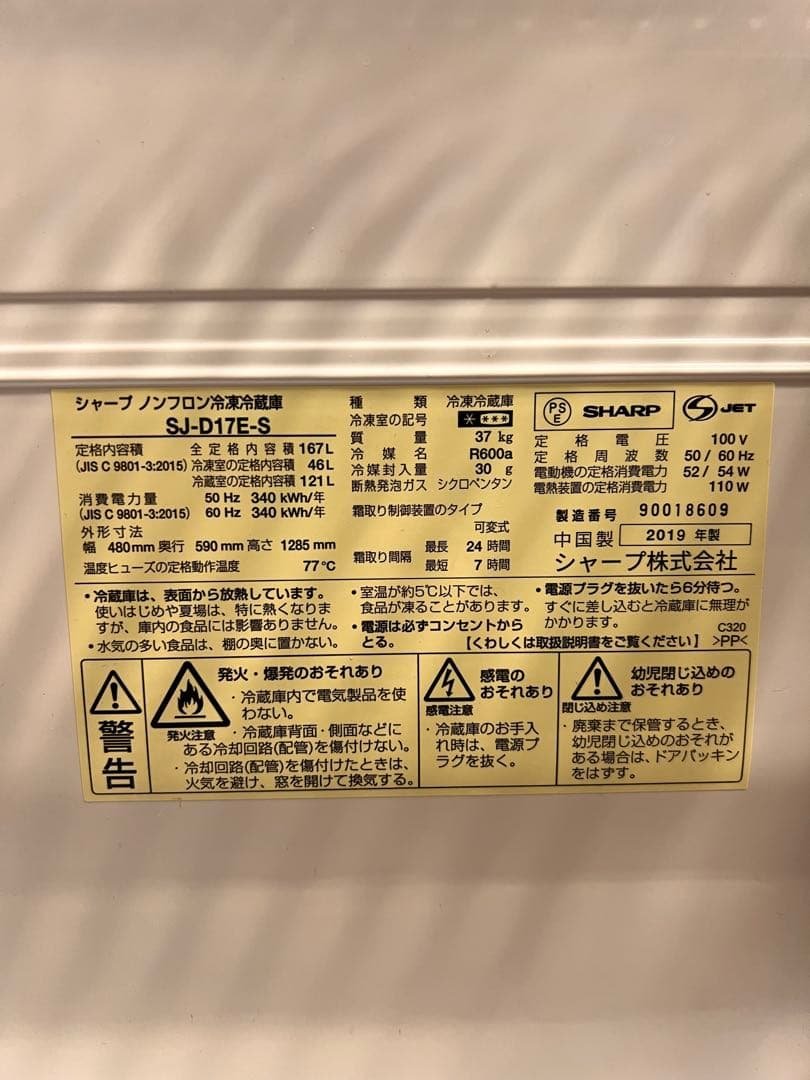 シャープ ノンフロン冷凍冷蔵庫
SJ-D17E-S
定格内容積 全定格内容積 167L
(JIS C 9801-3:2015) 冷凍室の定格内容積 46L
冷蔵室の定格内容積 121L
消費電力量 50 Hz 340 kWh/年
(JIS C 9801-3:2015) 60 Hz 340 kWh/年
外形寸法
幅 480mm 奥行 590mm 高さ 1285mm
温度ヒューズの定格動作温度 77℃
種類 冷凍冷蔵庫
冷凍室の記号 * ***
質量 37 kg
冷媒名 R600a
冷媒封入量 30 g
断熱発泡ガス シクロペンタン
霜取り制御装置のタイプ
可変式
霜取り間隔 最長 24 時間
最短 7 時間
PS
E
SHARP
S JET
定格電圧 100 V
定格周波数 50 / 60 Hz
電動機の定格消費電力 52 / 54 W
電熱装置の定格消費電力 110 W
製造番号 90018609
中国製 2019 年製
シャープ株式会社
・冷蔵庫は、表面から放熱しています。
使いはじめや夏場は、特に熱くなりま
すが、庫内の食品には影響ありません。
・水気の多い食品は、棚の奥に置かない。
・室温が約5℃以下では、
食品が凍ることがあります。
・電源は必ずコンセントから
とる。
・電源プラグを抜いたら6分待つ。
すぐに差し込むと冷蔵庫に無理が
かかります。 C320
【くわしくは取扱説明書をご覧ください】 >PP<
警告
発火・爆発のおそれあり
発火注意
・冷蔵庫内で電気製品を使
わない。
・冷蔵庫背面・側面などに
ある冷却回路(配管)を傷付けない。
・冷却回路(配管)を傷付けたときは、
火気を避け、窓を開けて換気する。
感電の
おそれあり
感電注意
・冷蔵庫のお手入
れ時は、電源プ
ラグを抜く。
幼児閉じ込めの
おそれあり
閉じ込め注意
・廃棄まで保管するとき、
幼児閉じ込めのおそれが
ある場合は、ドアパッキン
をはずす。